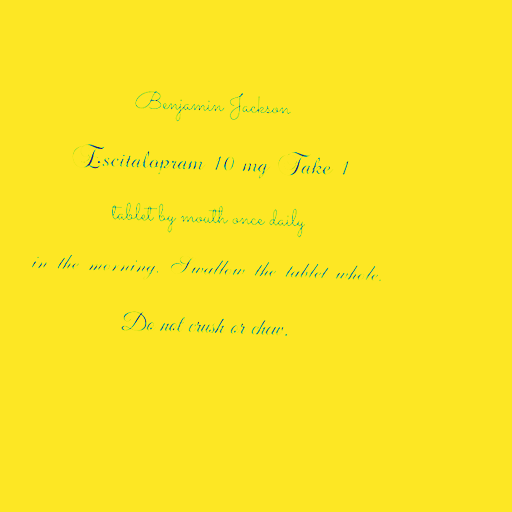 Benjamin Jackson
Escitalopram 10 mg Take 1
tablet by mouth once daily
in the morning. Swallow the tablet whole.
Do not crush or chew.